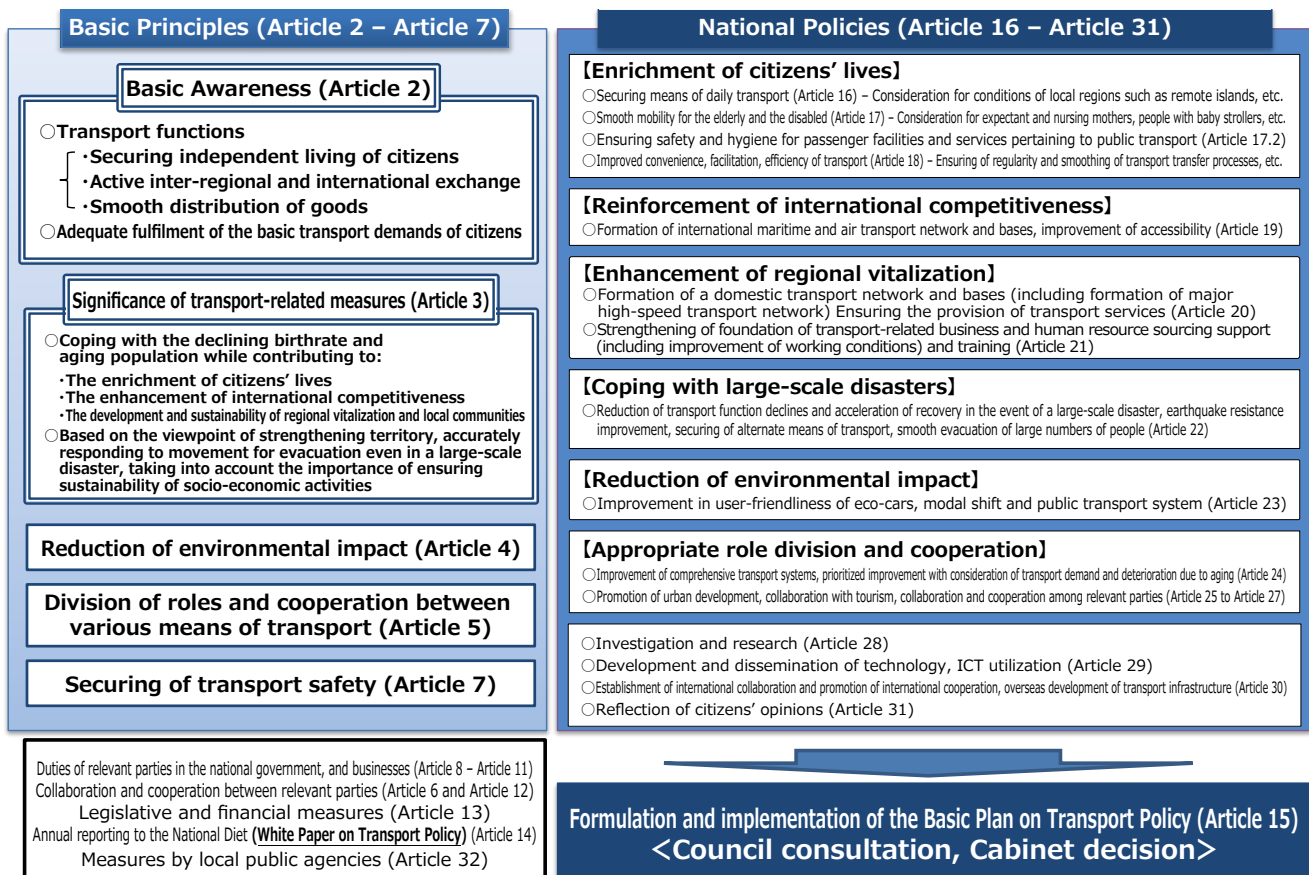 Basic Principles (Article 2 – Article 7)
Basic Awareness (Article 2)
○Transport functions
・Securing independent living of citizens
・Active inter-regional and international exchange
・Smooth distribution of goods
○Adequate fulfilment of the basic transport demands of citizens
Significance of transport-related measures (Article 3)
○Coping with the declining birthrate and
aging population while contributing to:
・The enrichment of citizens’ lives
・The enhancement of international competitiveness
・The development and sustainability of regional vitalization and local communities
○Based on the viewpoint of strengthening territory, accurately
responding to movement for evacuation even in a large-scale
disaster, taking into account the importance of ensuring
sustainability of socio-economic activities
Reduction of environmental impact (Article 4)
Division of roles and cooperation between
various means of transport (Article 5)
Securing of transport safety (Article 7)
Duties of relevant parties in the national government, and businesses (Article 8 – Article 11)
Collaboration and cooperation between relevant parties (Article 6 and Article 12)
Legislative and financial measures (Article 13)
Annual reporting to the National Diet (White Paper on Transport Policy) (Article 14)
Measures by local public agencies (Article 32)
National Policies (Article 16 – Article 31)
【Enrichment of citizens’ lives】
○Securing means of daily transport (Article 16) – Consideration for conditions of local regions such as remote islands, etc.
○Smooth mobility for the elderly and the disabled (Article 17) – Consideration for expectant and nursing mothers, people with baby strollers, etc.
○Ensuring safety and hygiene for passenger facilities and services pertaining to public transport (Article 17.2)
○Improved convenience, facilitation, efficiency of transport (Article 18) – Ensuring of regularity and smoothing of transport transfer processes, etc.
【Reinforcement of international competitiveness】
○Formation of international maritime and air transport network and bases, improvement of accessibility (Article 19)
【Enhancement of regional vitalization】
○Formation of a domestic transport network and bases (including formation of major
high-speed transport network) Ensuring the provision of transport services (Article 20)
○Strengthening of foundation of transport-related business and human resource sourcing support
(including improvement of working conditions) and training (Article 21)
【Coping with large-scale disasters】
○Reduction of transport function declines and acceleration of recovery in the event of a large-scale disaster, earthquake resistance
improvement, securing of alternate means of transport, smooth evacuation of large numbers of people (Article 22)
【Reduction of environmental impact】
○Improvement in user-friendliness of eco-cars, modal shift and public transport system (Article 23)
【Appropriate role division and cooperation】
○Improvement of comprehensive transport systems, prioritized improvement with consideration of transport demand and deterioration due to aging (Article 24)
○Promotion of urban development, collaboration with tourism, collaboration and cooperation among relevant parties (Article 25 to Article 27)
○Investigation and research (Article 28)
○Development and dissemination of technology, ICT utilization (Article 29)
○Establishment of international collaboration and promotion of international cooperation, overseas development of transport infrastructure (Article 30)
○Reflection of citizens’ opinions (Article 31)
Formulation and implementation of the Basic Plan on Transport Policy (Article 15)
＜Council consultation, Cabinet decision＞